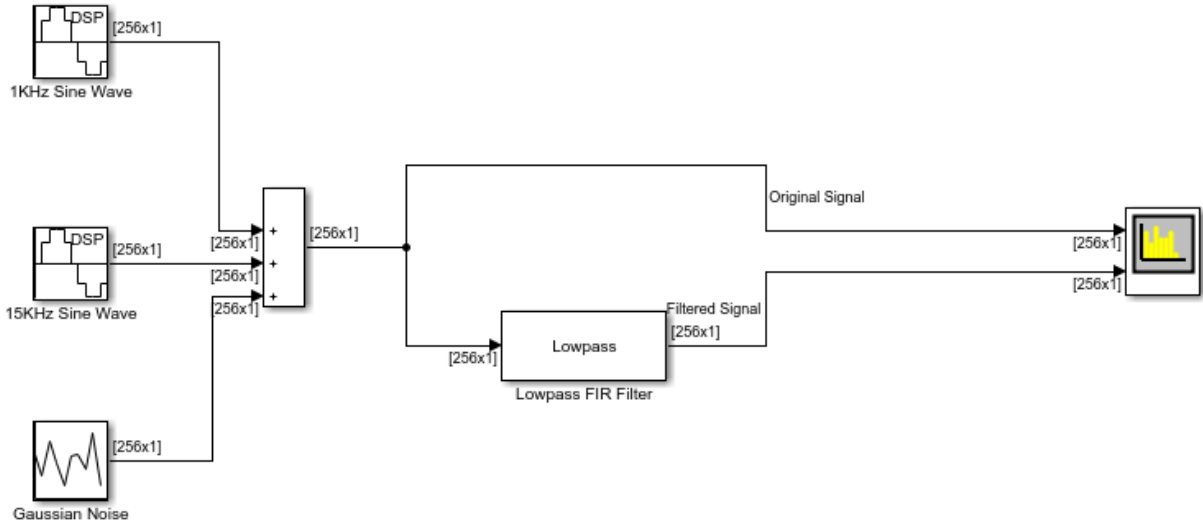 DSP
[256x1]
1KHz Sine Wave
DSP
[256x1]
15KHz Sine Wave
[256x1]
Gaussian Noise
+
[256x1]
+
[256x1]
+
[256x1]
[256x1]
Original Signal
[256x1]
[256x1]
Lowpass
Lowpass FIR Filter
Filtered Signal
[256x1]
[256x1]